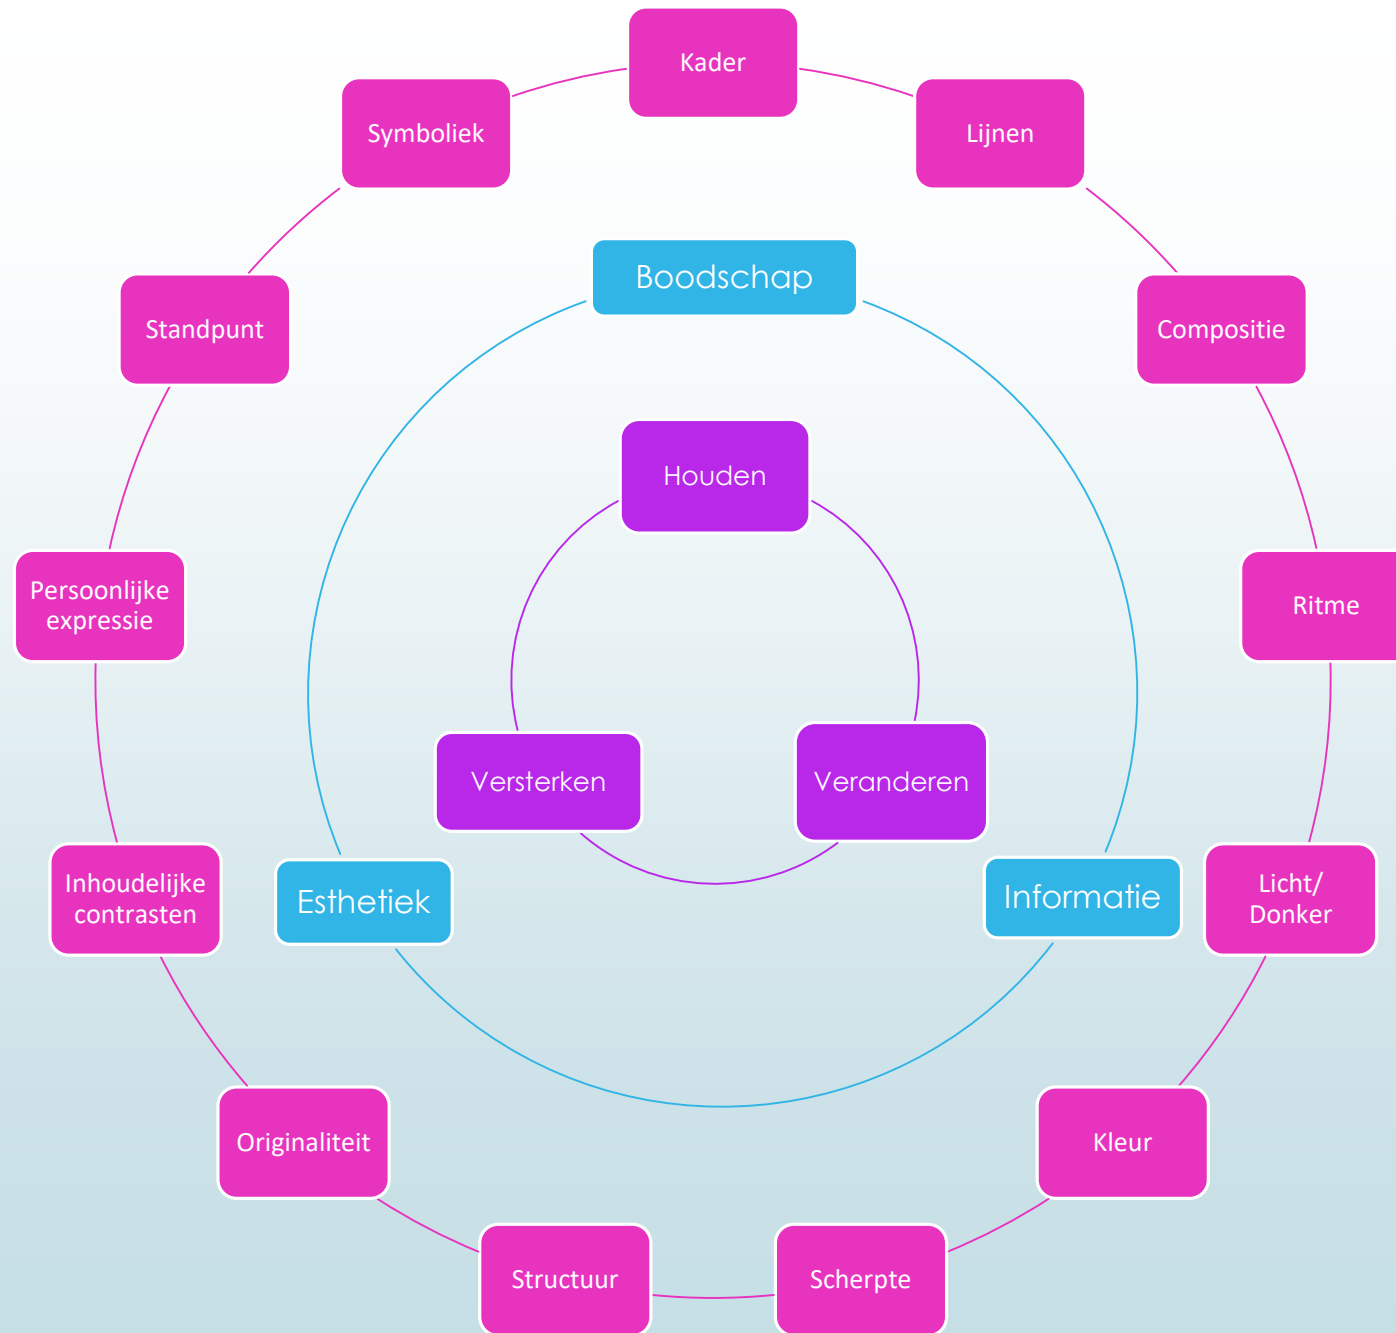 Kader
Symboliek
Lijnen
Boodschap
Standpunt
Compositie
Houden
Persoonlijke
expressie
Ritme
Versterken
Veranderen
Inhoudelijke
contrasten
Esthetiek
Informatie
Licht/
Donker
Originaliteit
Kleur
Structuur
Scherpte